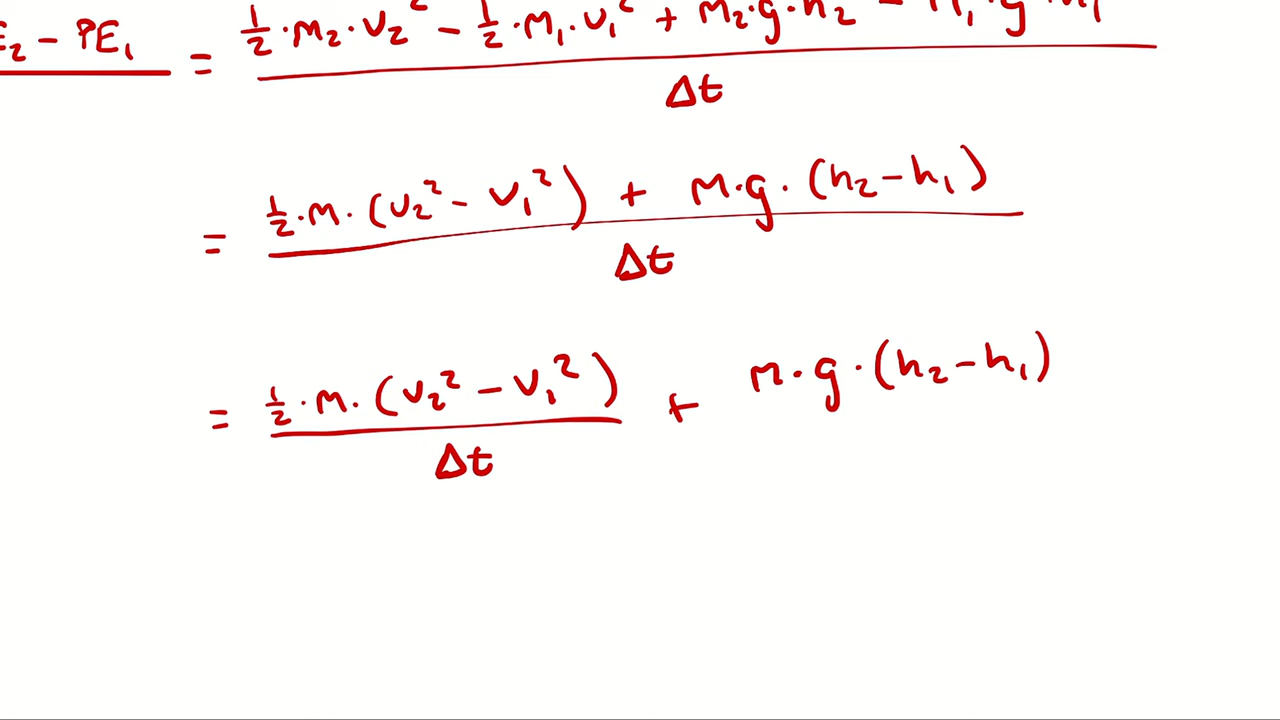 E₂ - PE₁ = ½·m₂·v₂² - ½·m₁·v₁² + m₂·g·h₂ - m₁·g·h₁
Δt
= ½·m·(v₂² - v₁²) + m·g·(h₂-h₁)
Δt
= ½·m·(v₂² - v₁²) + m·g·(h₂-h₁)
Δt